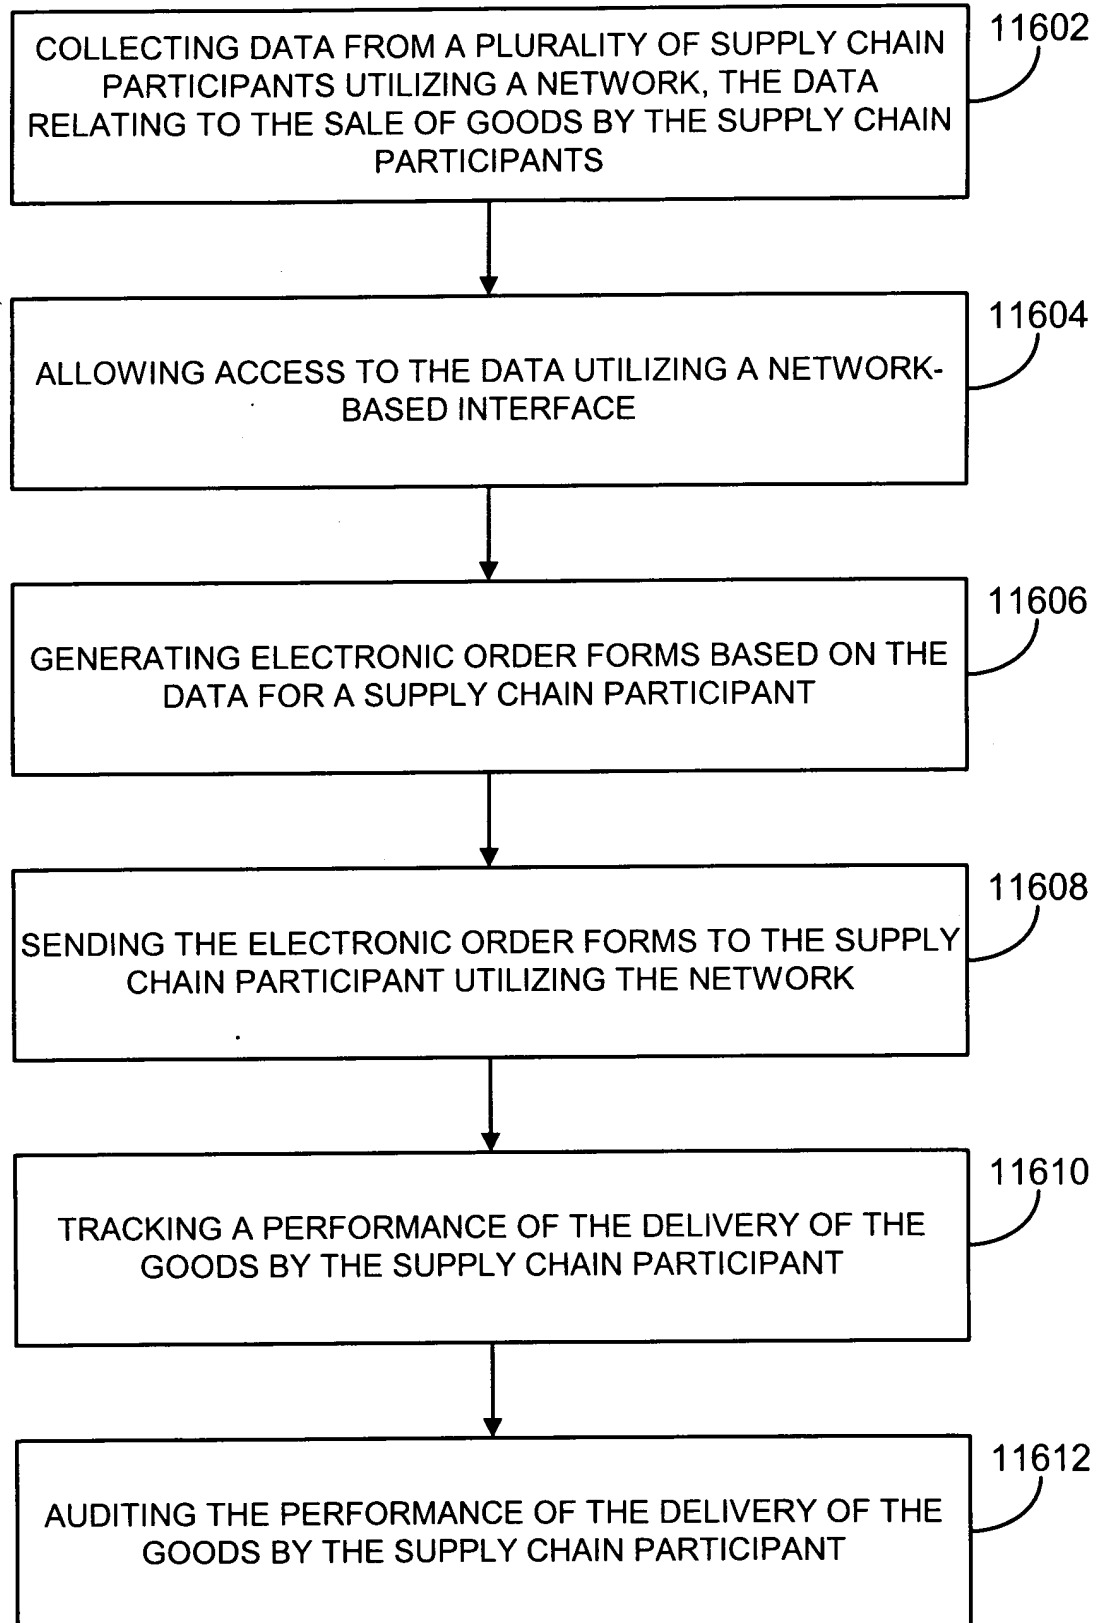 COLLECTING DATA FROM A PLURALITY OF SUPPLY CHAIN
PARTICIPANTS UTILIZING A NETWORK, THE DATA
RELATING TO THE SALE OF GOODS BY THE SUPPLY CHAIN
PARTICIPANTS
11602
ALLOWING ACCESS TO THE DATA UTILIZING A NETWORK-
BASED INTERFACE
11604
GENERATING ELECTRONIC ORDER FORMS BASED ON THE
DATA FOR A SUPPLY CHAIN PARTICIPANT
11606
SENDING THE ELECTRONIC ORDER FORMS TO THE SUPPLY
CHAIN PARTICIPANT UTILIZING THE NETWORK
11608
TRACKING A PERFORMANCE OF THE DELIVERY OF THE
GOODS BY THE SUPPLY CHAIN PARTICIPANT
11610
AUDITING THE PERFORMANCE OF THE DELIVERY OF THE
GOODS BY THE SUPPLY CHAIN PARTICIPANT
11612